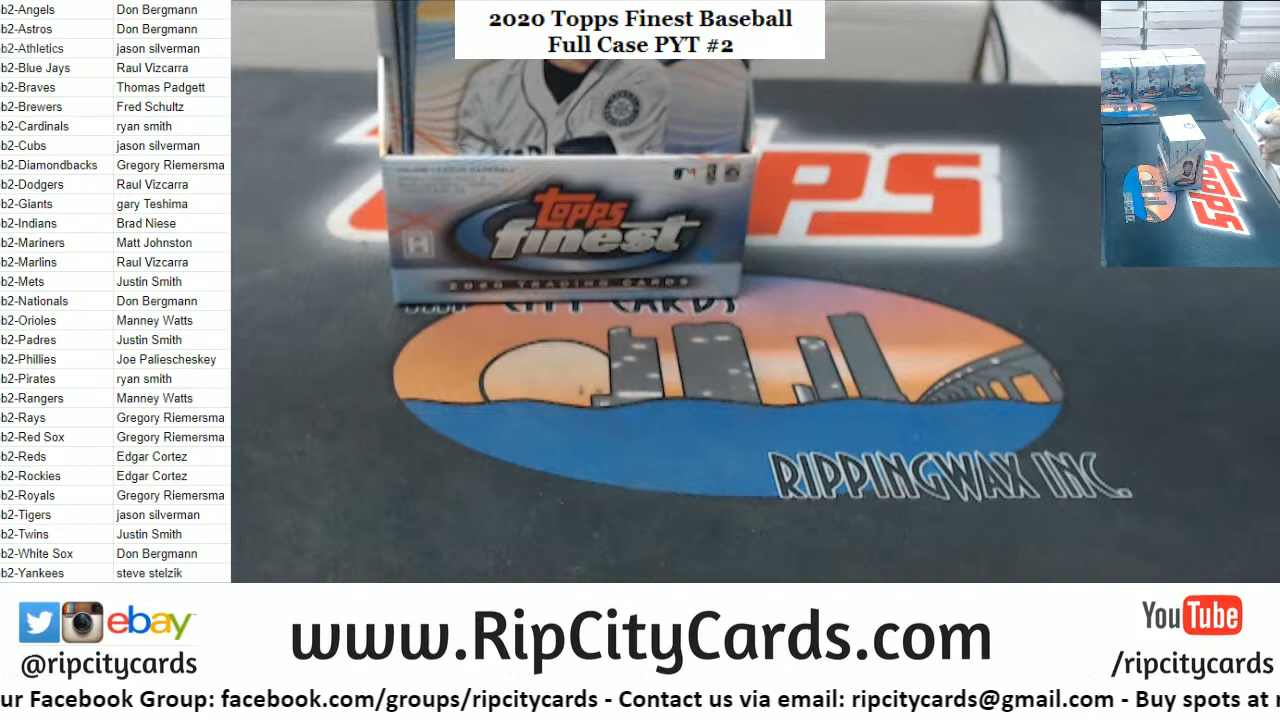 2020 Topps Finest Baseball
Full Case PYT #2
b2-Angels Don Bergmann
b2-Astros Don Bergmann
b2-Athletics jason silverman
b2-Blue Jays Raul Vizcarra
b2-Braves Thomas Padgett
b2-Brewers Fred Schultz
b2-Cardinals ryan smith
b2-Cubs jason silverman
b2-Diamondbacks Gregory Riemersma
b2-Dodgers Raul Vizcarra
b2-Giants gary Teshima
b2-Indians Brad Niese
b2-Mariners Matt Johnston
b2-Marlins Raul Vizcarra
b2-Mets Justin Smith
b2-Nationals Don Bergmann
b2-Orioles Manney Watts
b2-Padres Justin Smith
b2-Phillies Joe Paliescheskey
b2-Pirates ryan smith
b2-Rangers Manney Watts
b2-Rays Gregory Riemersma
b2-Red Sox Gregory Riemersma
b2-Reds Edgar Cortez
b2-Rockies Edgar Cortez
b2-Royals Gregory Riemersma
b2-Tigers jason silverman
b2-Twins Justin Smith
b2-White Sox Don Bergmann
b2-Yankees steve stelzik
topps
finest
2020 TRADING CARDS
PS
CITY CARDS
RIPPINGWAX INC.
topps
ebay
@ripcitycards
www.RipCityCards.com
YouTube
/ripcitycards
ur Facebook Group: facebook.com/groups/ripcitycards - Contact us via email: ripcitycards@gmail.com - Buy spots at